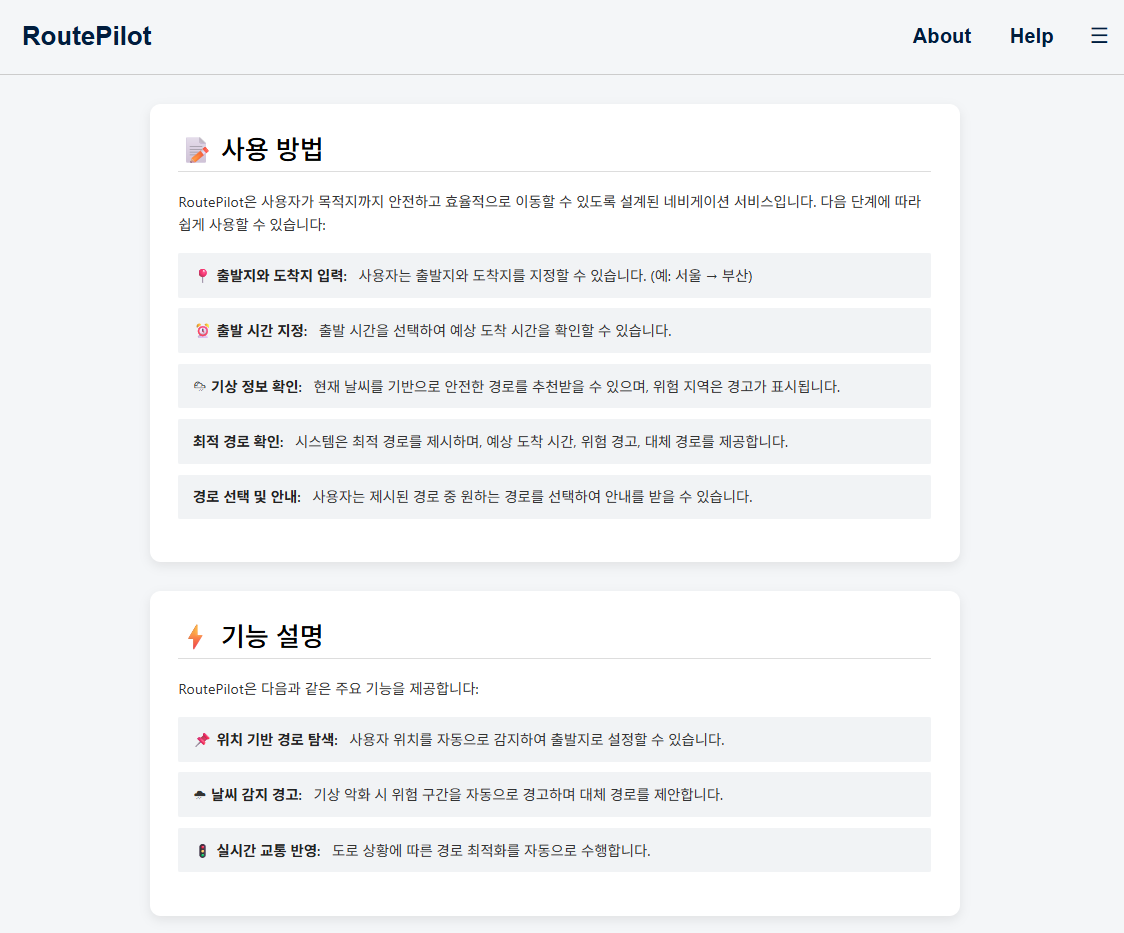 RoutePilot
About
Help
☰
📝 사용 방법
RoutePilot은 사용자가 목적지까지 안전하고 효율적으로 이동할 수 있도록 설계된 네비게이션 서비스입니다. 다음 단계에 따라
쉽게 사용할 수 있습니다:
📍 출발지와 도착지 입력: 사용자는 출발지와 도착지를 지정할 수 있습니다. (예: 서울 → 부산)
⏰ 출발 시간 지정: 출발 시간을 선택하여 예상 도착 시간을 확인할 수 있습니다.
🌦 기상 정보 확인: 현재 날씨를 기반으로 안전한 경로를 추천받을 수 있으며, 위험 지역은 경고가 표시됩니다.
최적 경로 확인: 시스템은 최적 경로를 제시하며, 예상 도착 시간, 위험 경고, 대체 경로를 제공합니다.
경로 선택 및 안내: 사용자는 제시된 경로 중 원하는 경로를 선택하여 안내를 받을 수 있습니다.
⚡ 기능 설명
RoutePilot은 다음과 같은 주요 기능을 제공합니다:
📌 위치 기반 경로 탐색: 사용자 위치를 자동으로 감지하여 출발지로 설정할 수 있습니다.
🌧 날씨 감지 경고: 기상 악화 시 위험 구간을 자동으로 경고하며 대체 경로를 제안합니다.
🚦 실시간 교통 반영: 도로 상황에 따른 경로 최적화를 자동으로 수행합니다.